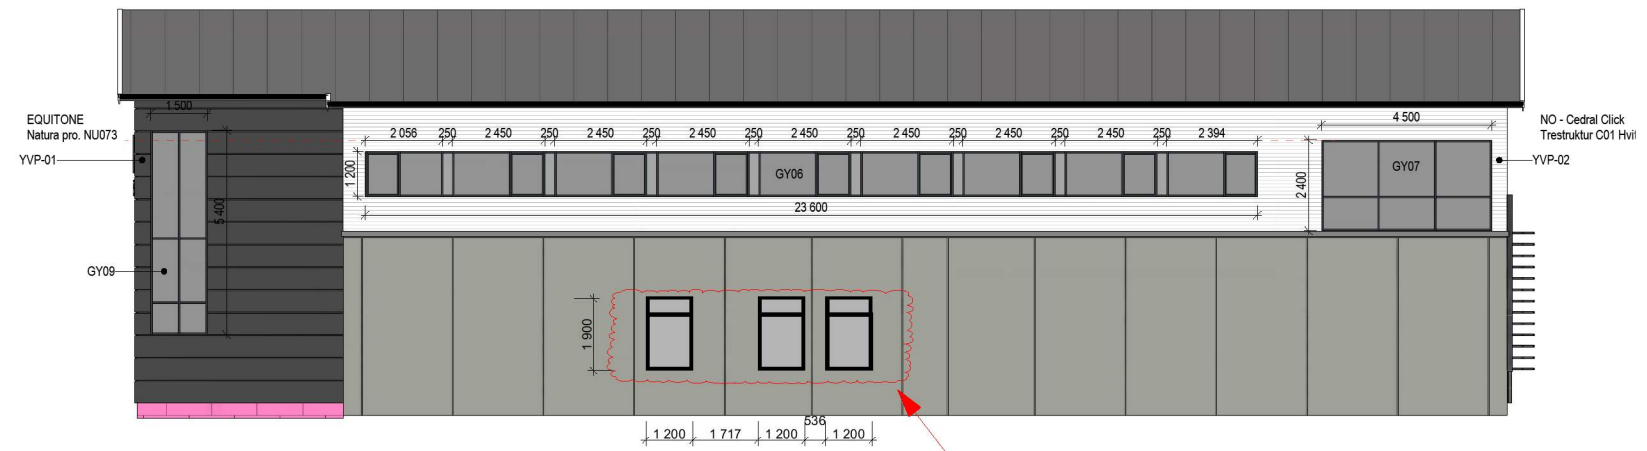 1 500
EQUITONE
Natura pro. NU073
YVP-01
5 400
GY09
2 056 250 2 450 250 2 450 250 2 450 250 2 450 250 2 450 250 2 450 250 2 450 250 2 394
1 200
GY06
23 600
4 500
GY07
2 400
NO - Cedral Click
Trestruktur C01 Hvit
YVP-02
1 900
536
1 200 1 717 1 200 1 200